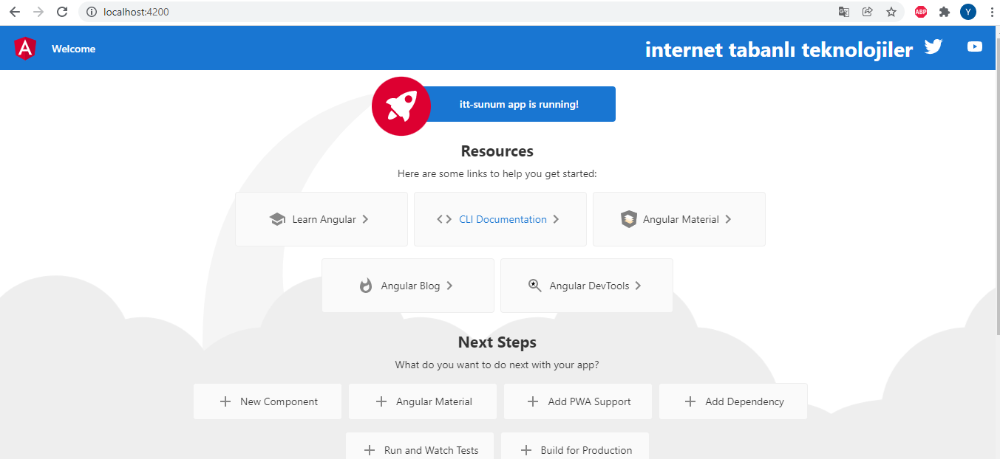 localhost:4200
ABP
Y
A
Welcome
internet tabanlı teknolojiler
itt-sunum app is running!
Resources
Here are some links to help you get started:
Learn Angular
CLI Documentation
Angular Material
Angular Blog
Angular DevTools
Next Steps
What do you want to do next with your app?
New Component
Angular Material
Add PWA Support
Add Dependency
Run and Watch Tests
Build for Production